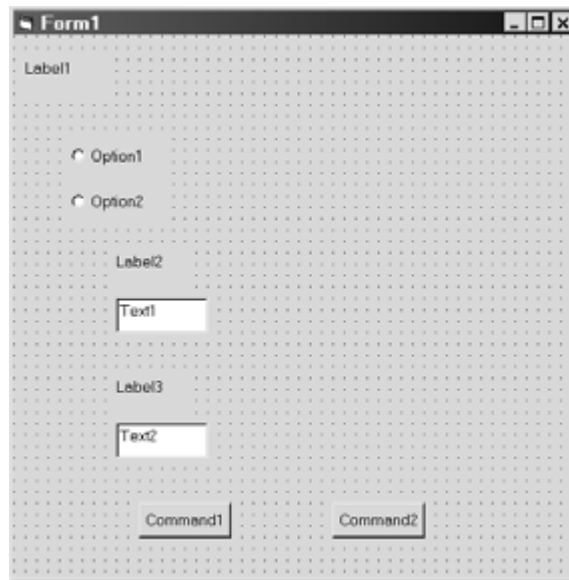 Form1
Label1
Option1
Option2
Label2
Text1
Label3
Text2
Command1 Command2